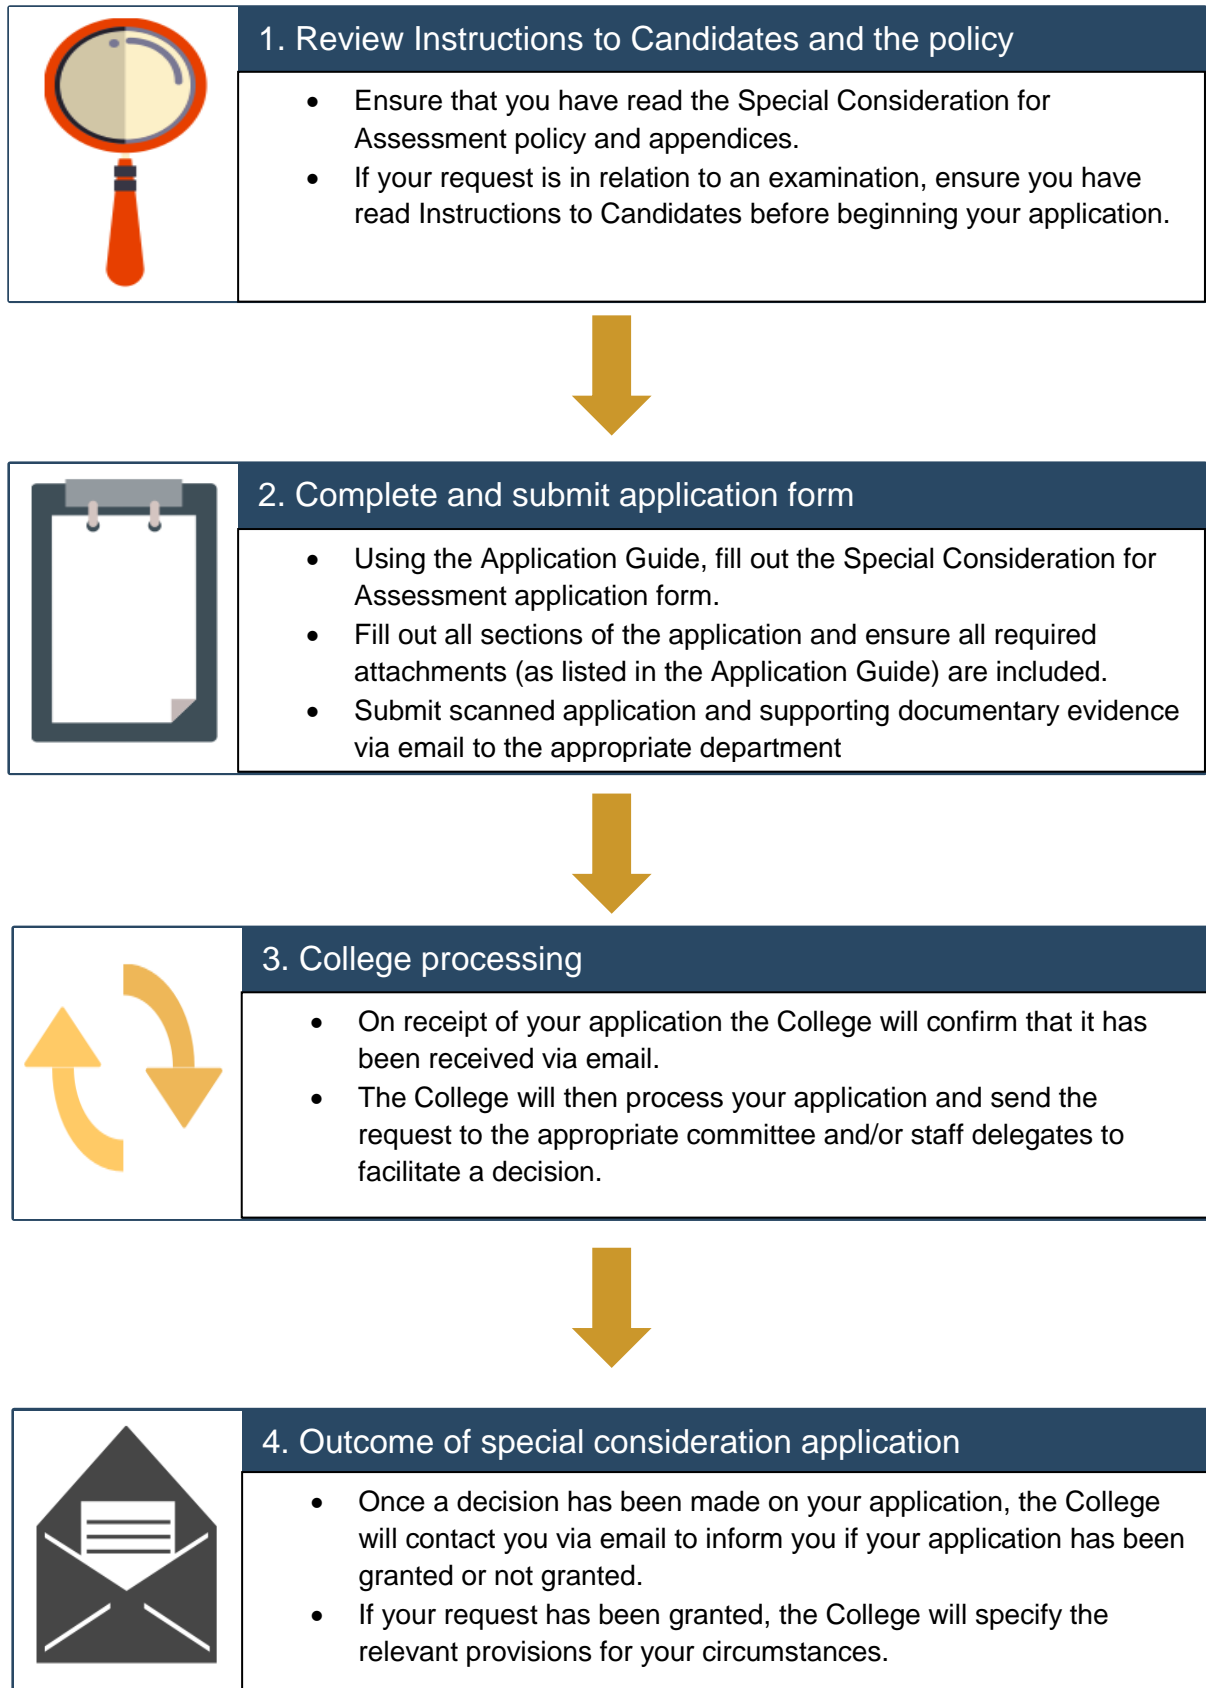 1. Review Instructions to Candidates and the policy
• Ensure that you have read the Special Consideration for
Assessment policy and appendices.
• If your request is in relation to an examination, ensure you have
read Instructions to Candidates before beginning your application.
2. Complete and submit application form
• Using the Application Guide, fill out the Special Consideration for
Assessment application form.
• Fill out all sections of the application and ensure all required
attachments (as listed in the Application Guide) are included.
• Submit scanned application and supporting documentary evidence
via email to the appropriate department
3. College processing
• On receipt of your application the College will confirm that it has
been received via email.
• The College will then process your application and send the
request to the appropriate committee and/or staff delegates to
facilitate a decision.
4. Outcome of special consideration application
• Once a decision has been made on your application, the College
will contact you via email to inform you if your application has been
granted or not granted.
• If your request has been granted, the College will specify the
relevant provisions for your circumstances.